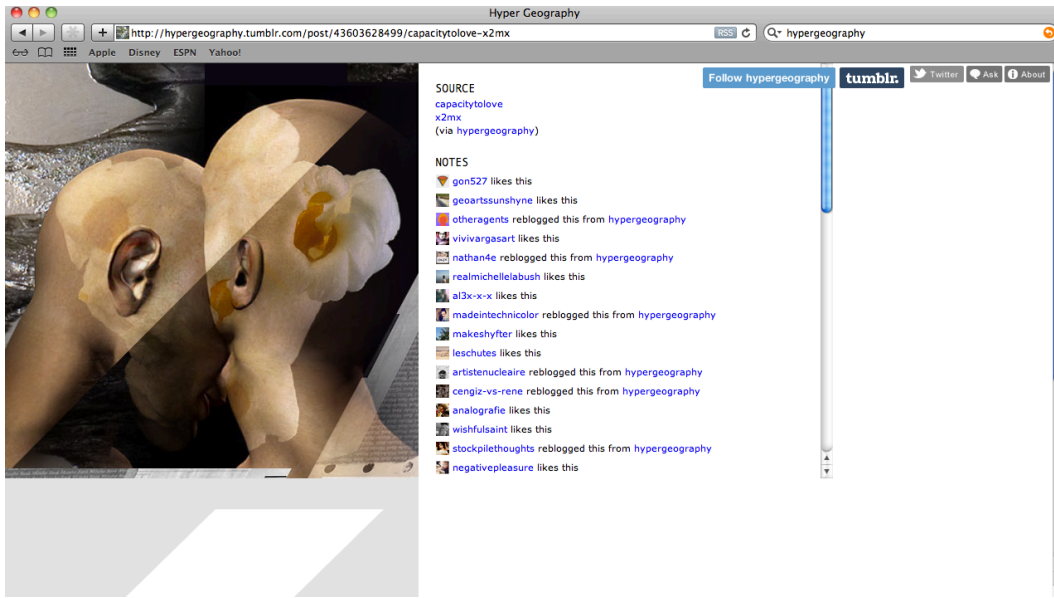 Hyper Geography
http://hypergeography.tumblr.com/post/43603628499/capacitytolove-x2mx
RSS
hypergeography
Apple Disney ESPN Yahoo!
Follow hypergeography
tumblr.
Twitter
Ask
About
SOURCE
capacitytolove
x2mx
(via hypergeography)
NOTES
gon527 likes this
geoartssunshyne likes this
otheragents reblogged this from hypergeography
vivivargasart likes this
nathan4e reblogged this from hypergeography
realmichellelabush likes this
al3x-x-x likes this
madeintechnicolor reblogged this from hypergeography
makeshyfter likes this
leschutes likes this
artistenucleaire reblogged this from hypergeography
cengiz-vs-rene reblogged this from hypergeography
analografie likes this
wishfulsaint likes this
stockpilethoughts reblogged this from hypergeography
negativepleasure likes this